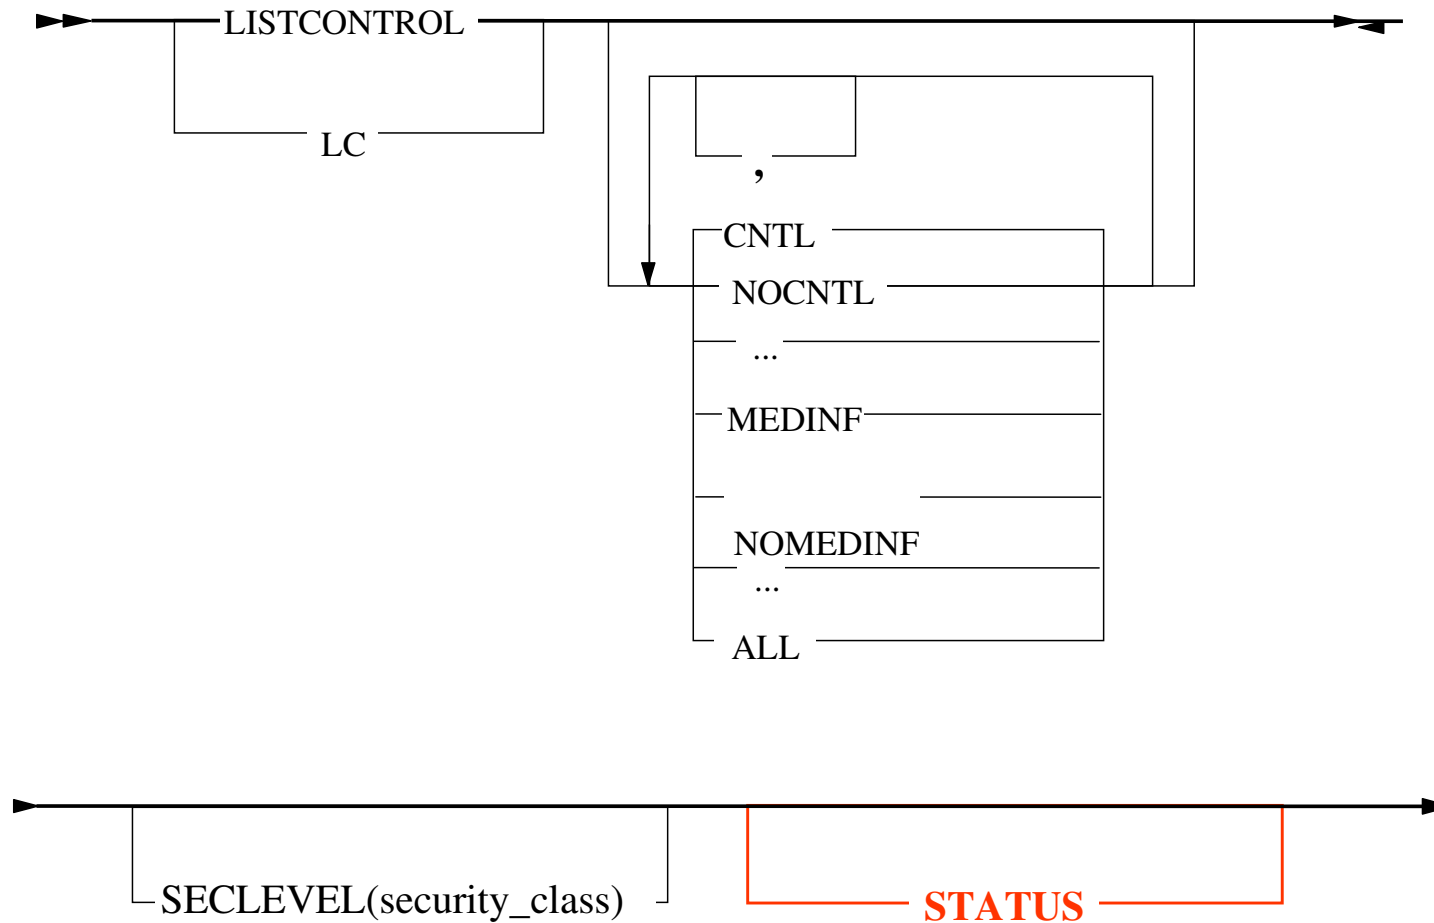 LISTCONTROL
LC
,
CNTL
NOCNTL
...
MEDINF
NOMEDINF
...
ALL
SECLEVEL(security_class)
STATUS